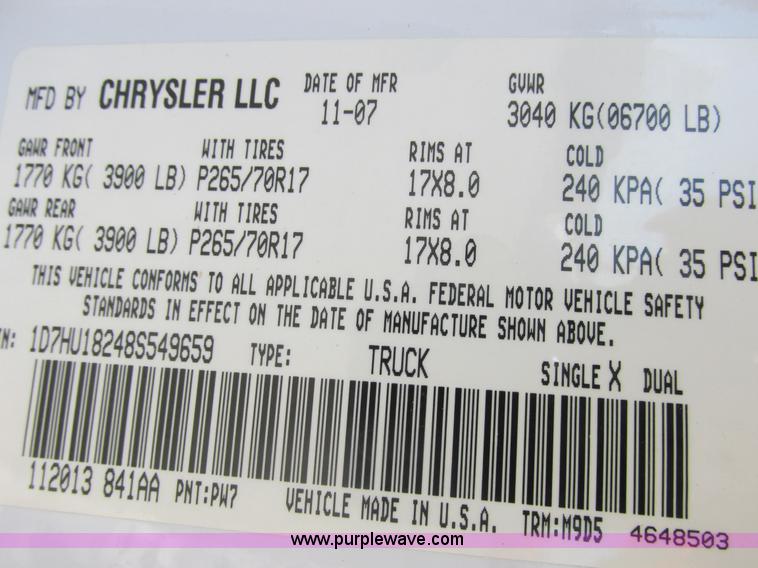 MFD BY CHRYSLER LLC DATE OF MFR GVWR
11-07 3040 KG(06700 LB)
GAWR FRONT WITH TIRES RIMS AT COLD
1770 KG( 3900 LB) P265/70R17 17X8.0 240 KPA( 35 PSI
GAWR REAR WITH TIRES RIMS AT COLD
1770 KG( 3900 LB) P265/70R17 17X8.0 240 KPA( 35 PSI
THIS VEHICLE CONFORMS TO ALL APPLICABLE U.S.A. FEDERAL MOTOR VEHICLE SAFETY
STANDARDS IN EFFECT ON THE DATE OF MANUFACTURE SHOWN ABOVE.
IN: 1D7HU18248S549659 TYPE: TRUCK SINGLE X DUAL
112013 841AA PNT:PW7 VEHICLE MADE IN U.S.A. TRM:M9D5 4648503
www.purplewave.com